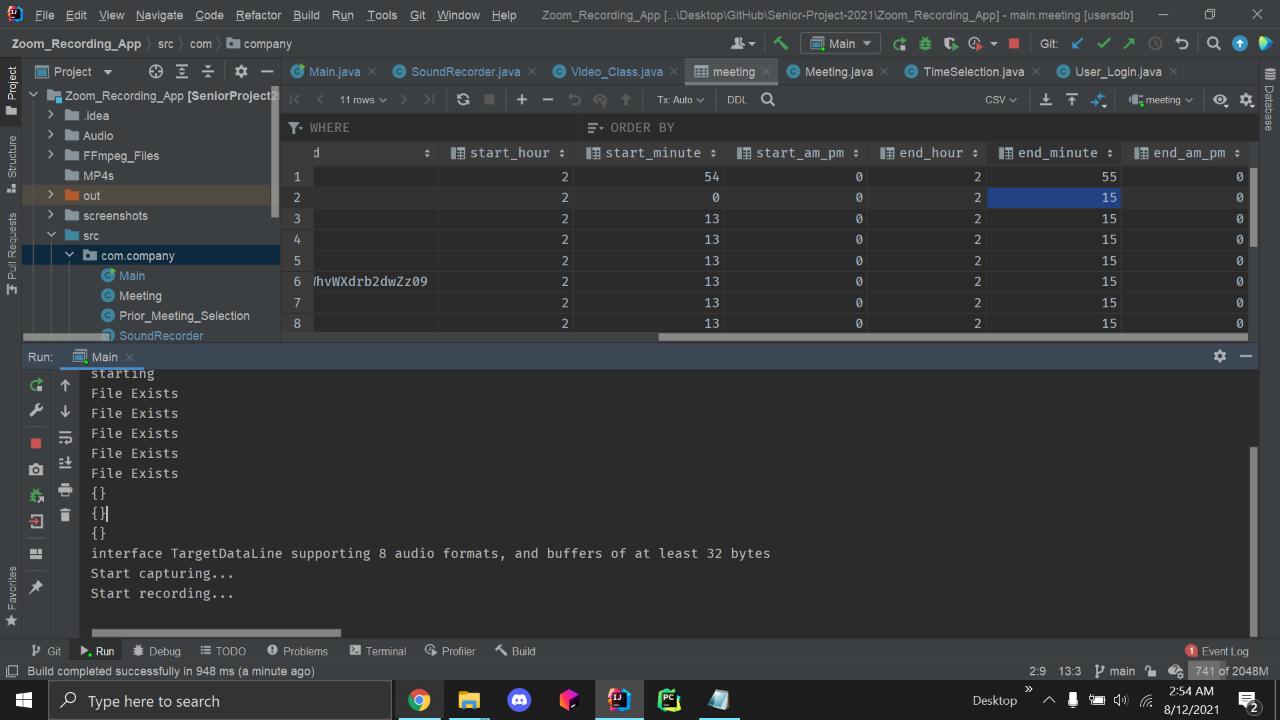 File Edit View Navigate Code Refactor Build Run Tools Git Window Help Zoom_Recording_App [...\Desktop\GitHub\Senior-Project-2021\Zoom_Recording_App] - main.meeting [usersdb]
Zoom_Recording_App src com company Main Git:
Project Main.java SoundRecorder.java Video_Class.java meeting Meeting.java TimeSelection.java User_Login.java
Zoom_Recording_App [SeniorProject2 11 rows Tx: Auto DDL CSV meeting
.idea
Audio WHERE ORDER BY
FFmpeg_Files d start_hour start_minute start_am_pm end_hour end_minute end_am_pm
MP4s 1 2 54 0 2 55 0
out 2 2 0 0 2 15 0
screenshots 3 2 13 0 2 15 0
src 4 2 13 0 2 15 0
com.company 5 2 13 0 2 15 0
Main 6 WhvWXdrb2dwZz09 2 13 0 2 15 0
Meeting 7 2 13 0 2 15 0
Prior_Meeting_Selection 8 2 13 0 2 15 0
SoundRecorder
Project
Structure
Pull Requests
Favorites
Database
Run: Main
starting
File Exists
File Exists
File Exists
File Exists
File Exists
{}
{}
{}
interface TargetDataLine supporting 8 audio formats, and buffers of at least 32 bytes
Start capturing...
Start recording...
Git Run Debug TODO Problems Terminal Profiler Build 1 Event Log
Build completed successfully in 948 ms (a minute ago) 2:9 13:3 main 741 of 2048M
Type here to search PC Desktop » 2:54 AM
8/12/2021 2